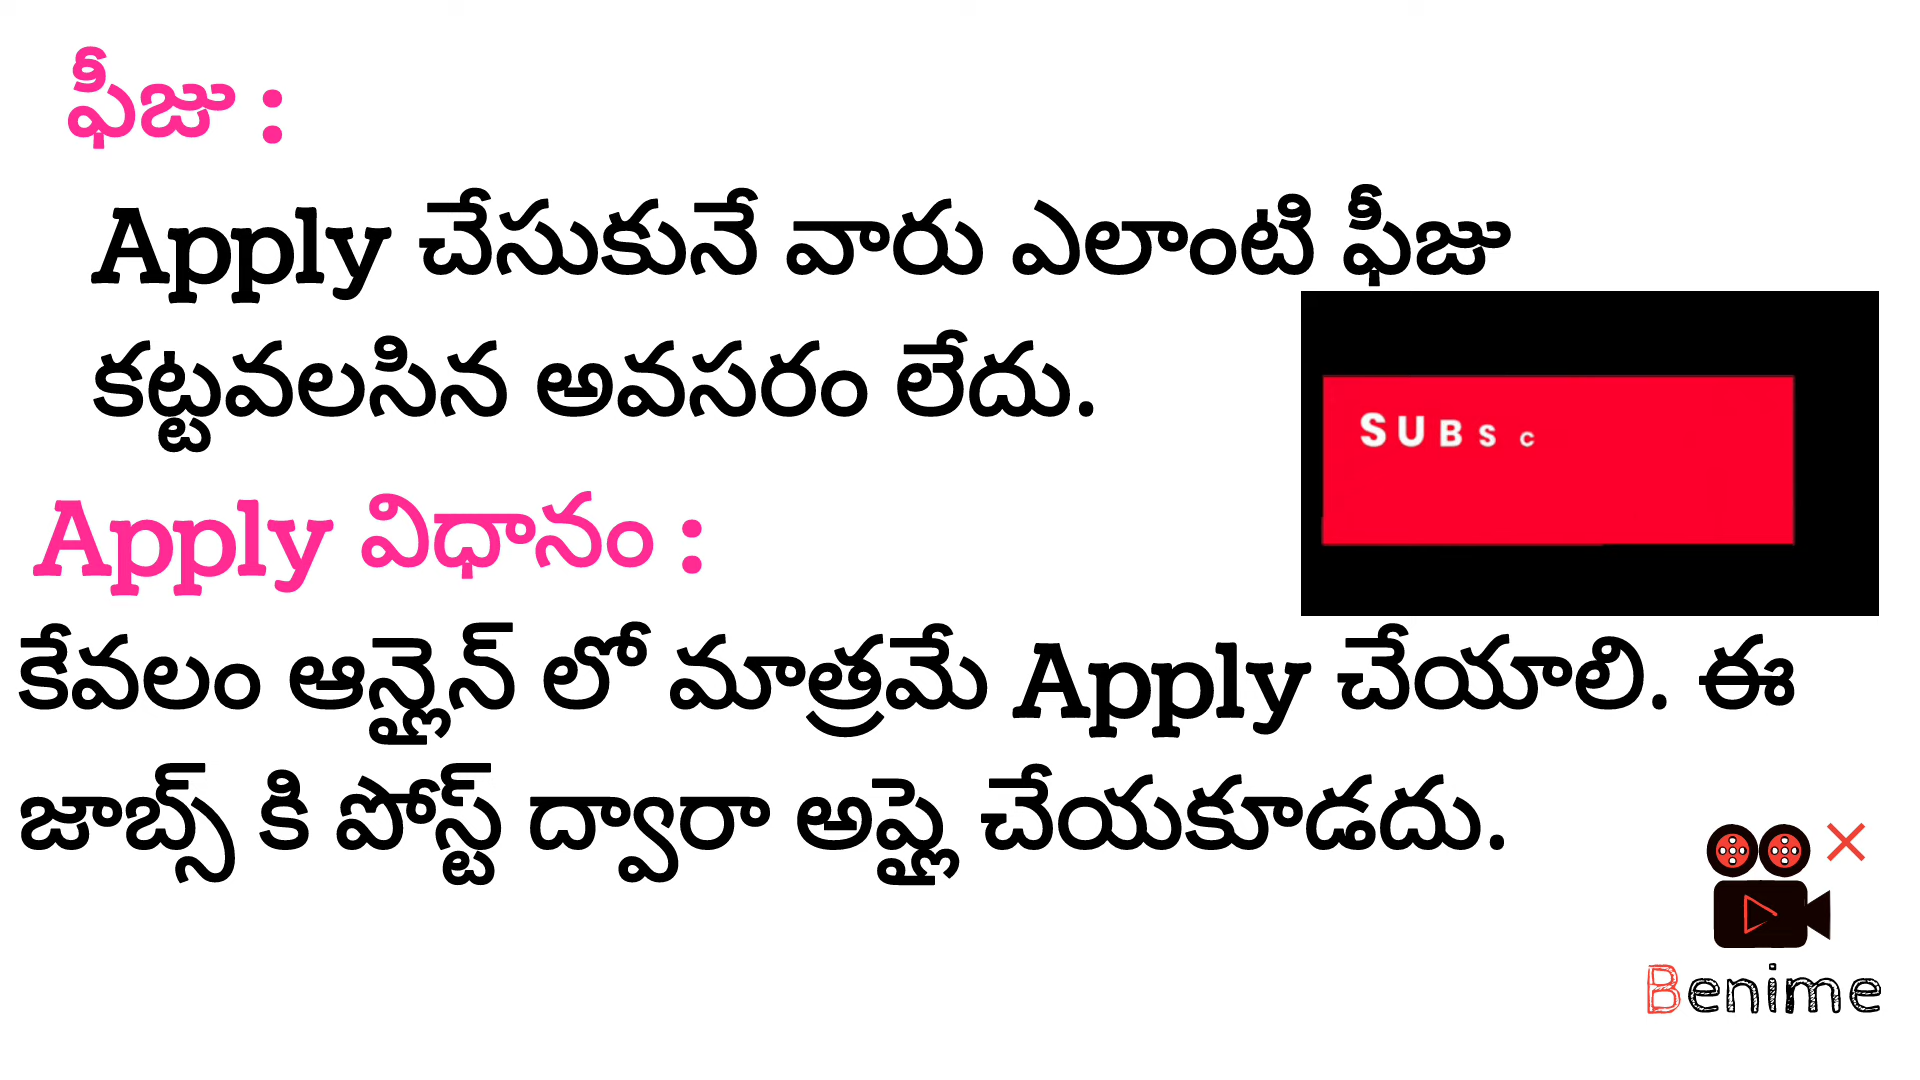 ఫీజు :
Apply చేసుకునే వారు ఎలాంటి ఫీజు
కట్టవలసిన అవసరం లేదు.
SUBSC
Apply విధానం :
కేవలం ఆన్లైన్ లో మాత్రమే Apply చేయాలి. ఈ
జాబ్స్ కి పోస్ట్ ద్వారా అప్లై చేయకూడదు.
Benime